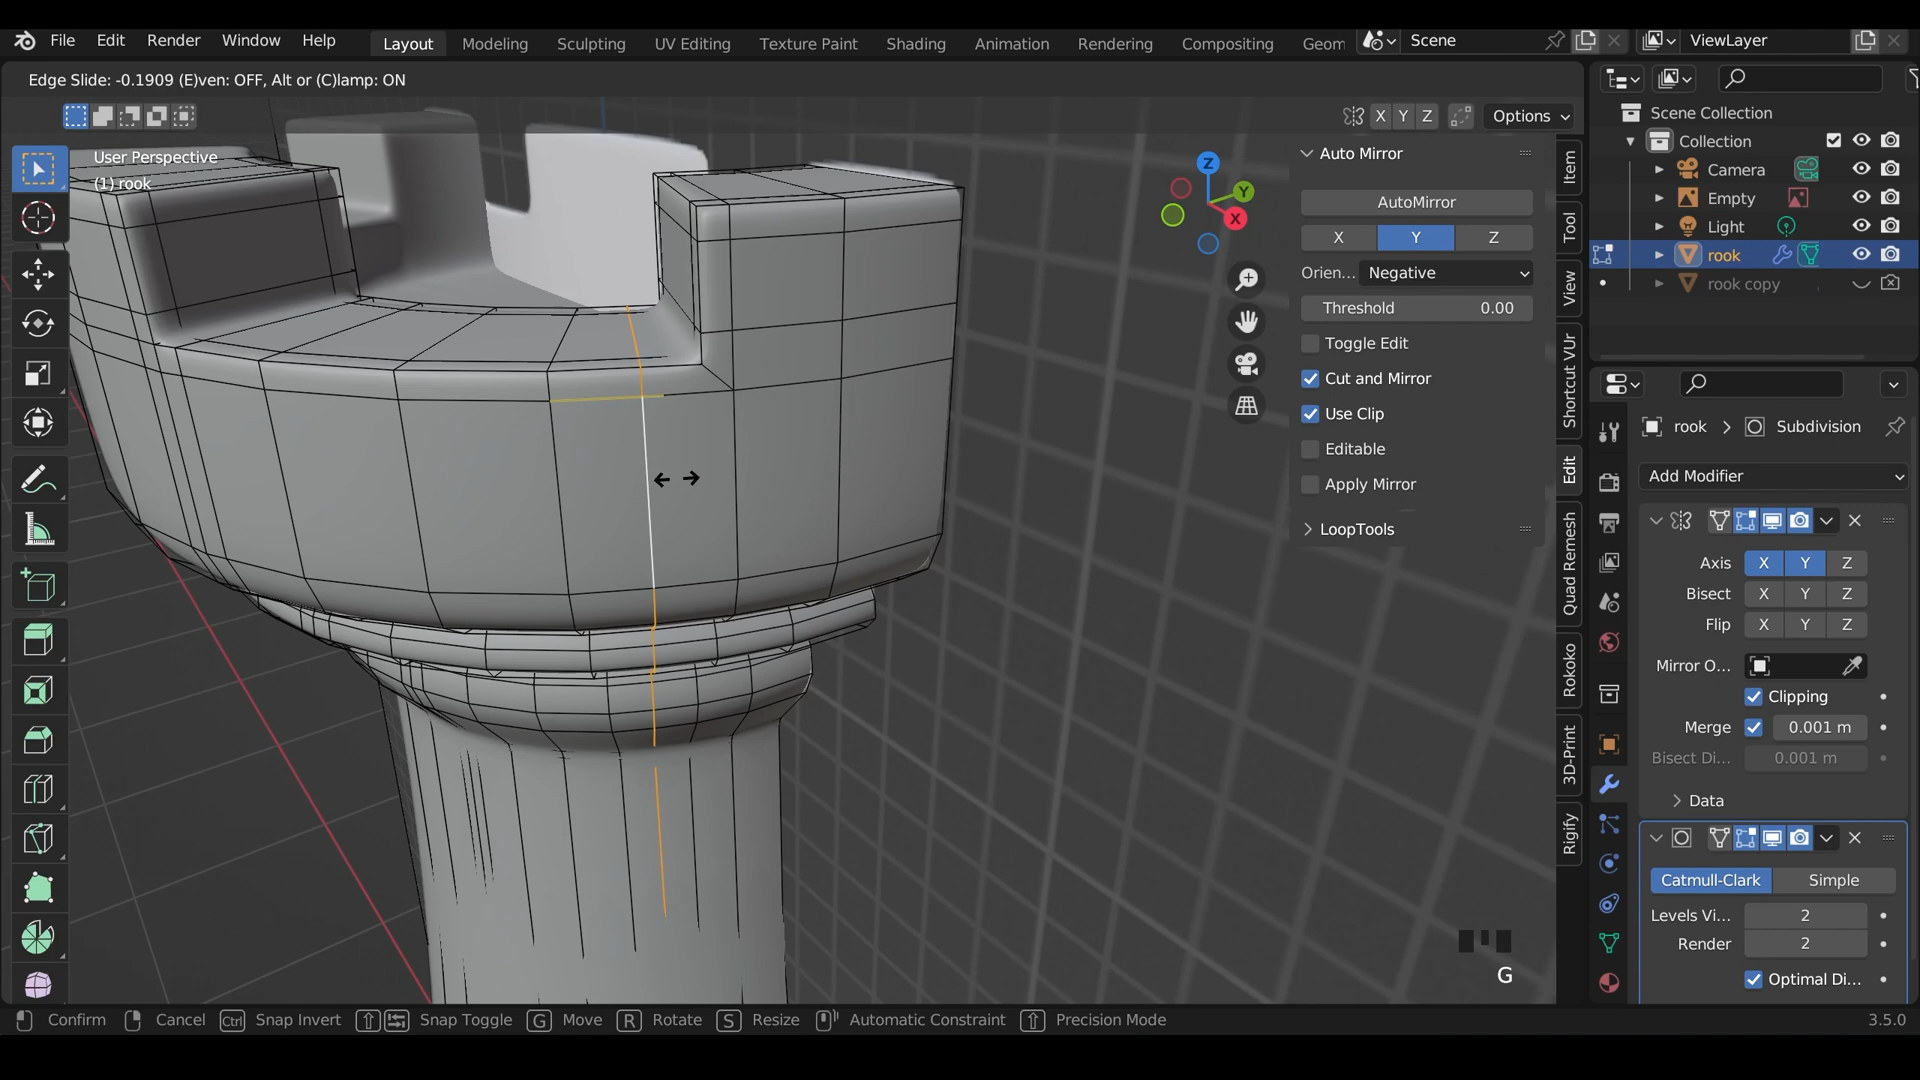 File Edit Render Window Help Layout Modeling Sculpting UV Editing Texture Paint Shading Animation Rendering Compositing Geom Scene ViewLayer
Edge Slide: -0.1909 (E)ven: OFF, Alt or (C)lamp: ON
X Y Z Options
User Perspective
(1) rook
Z
Y
X
Auto Mirror
AutoMirror
X Y Z
Orien... Negative
Threshold 0.00
Toggle Edit
Cut and Mirror
Use Clip
Editable
Apply Mirror
LoopTools
Item
Tool
View
Shortcut VUr
Edit
Quad Remesh
Rokoko
3D-Print
Rigify
Scene Collection
Collection
Camera
Empty
Light
rook
rook copy
rook > Subdivision
Add Modifier
Axis X Y Z
Bisect X Y Z
Flip X Y Z
Mirror O...
Clipping
Merge 0.001 m
Bisect Di... 0.001 m
Data
Catmull-Clark Simple
Levels Vi... 2
Render 2
Optimal Di...
G
Confirm Cancel Ctrl Snap Invert Snap Toggle G Move R Rotate S Resize Automatic Constraint Precision Mode 3.5.0